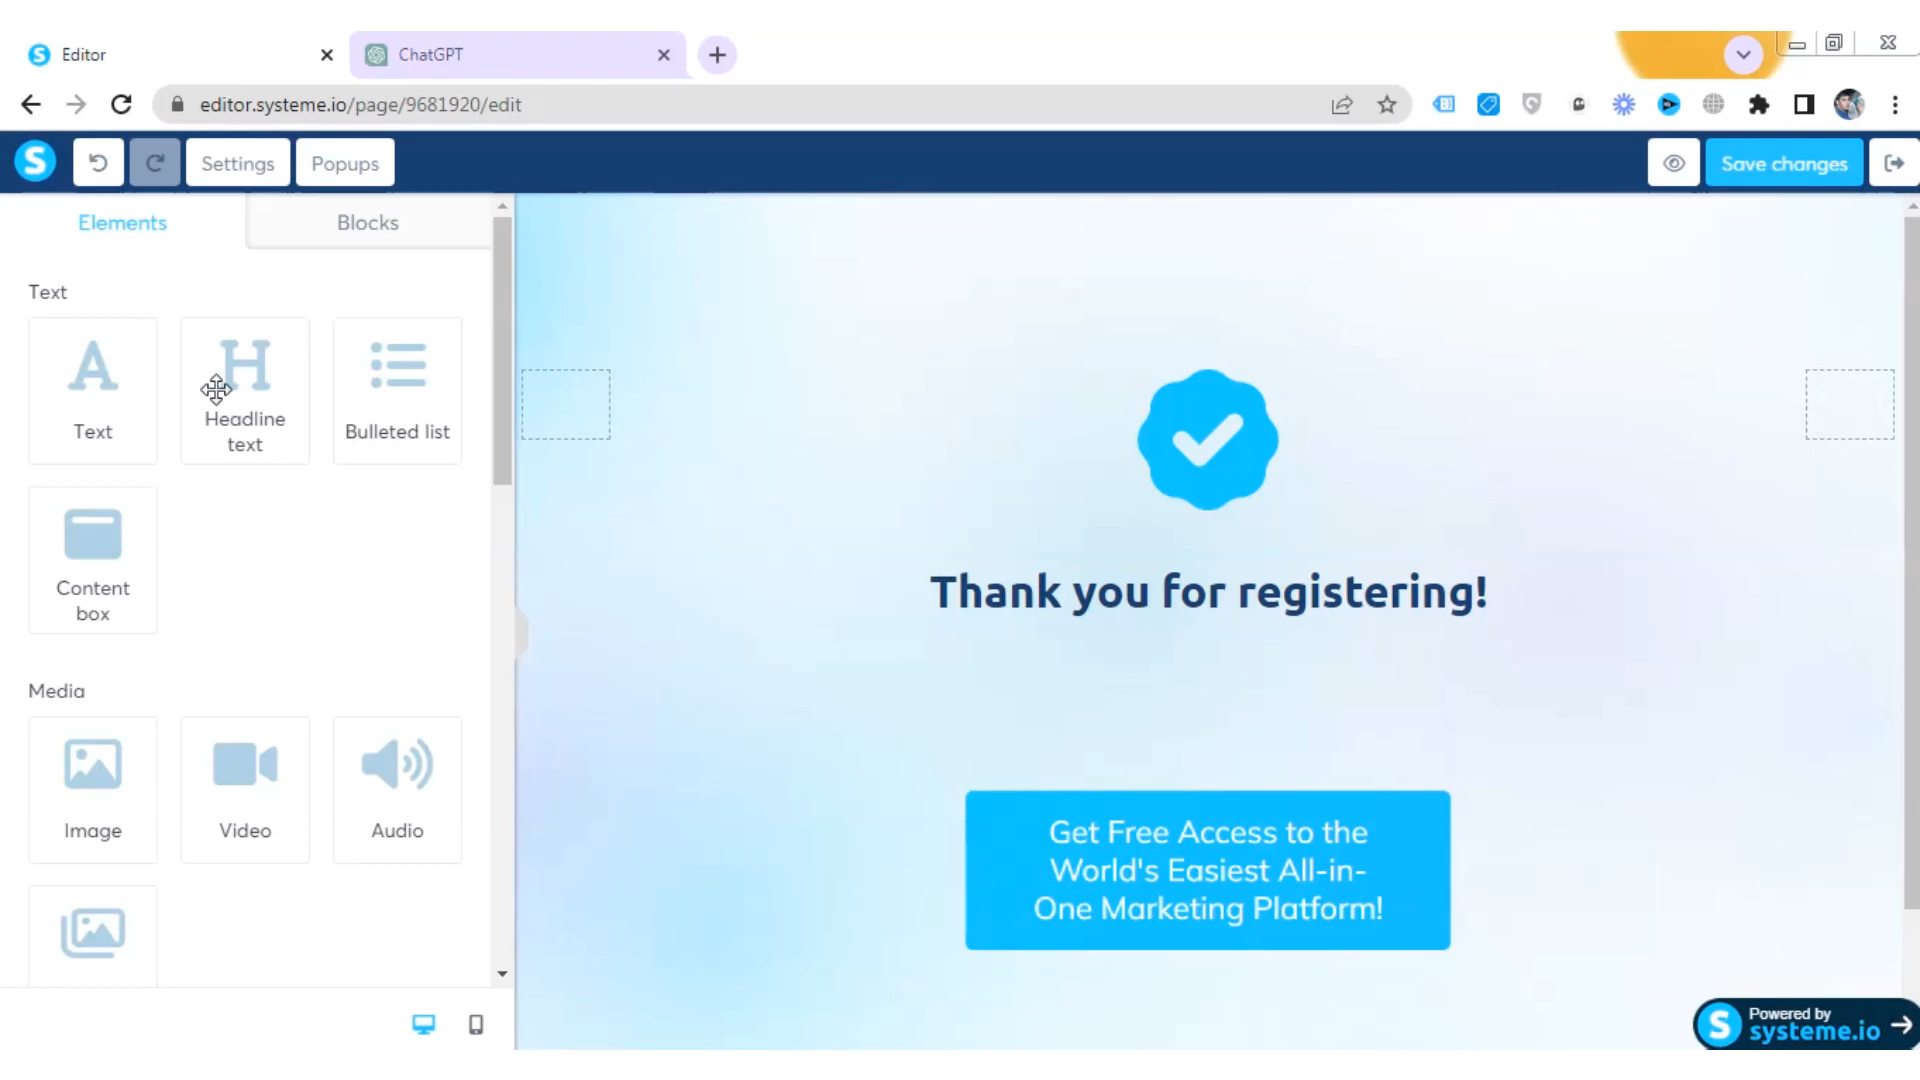 Editor
ChatGPT
editor.systeme.io/page/9681920/edit
S
Settings
Popups
Save changes
Elements
Blocks
Text
A
Text
H
Headline
text
Bulleted list
Content
box
Media
Image
Video
Audio
Thank you for registering!
Get Free Access to the
World's Easiest All-in-
One Marketing Platform!
S
Powered by
systeme.io